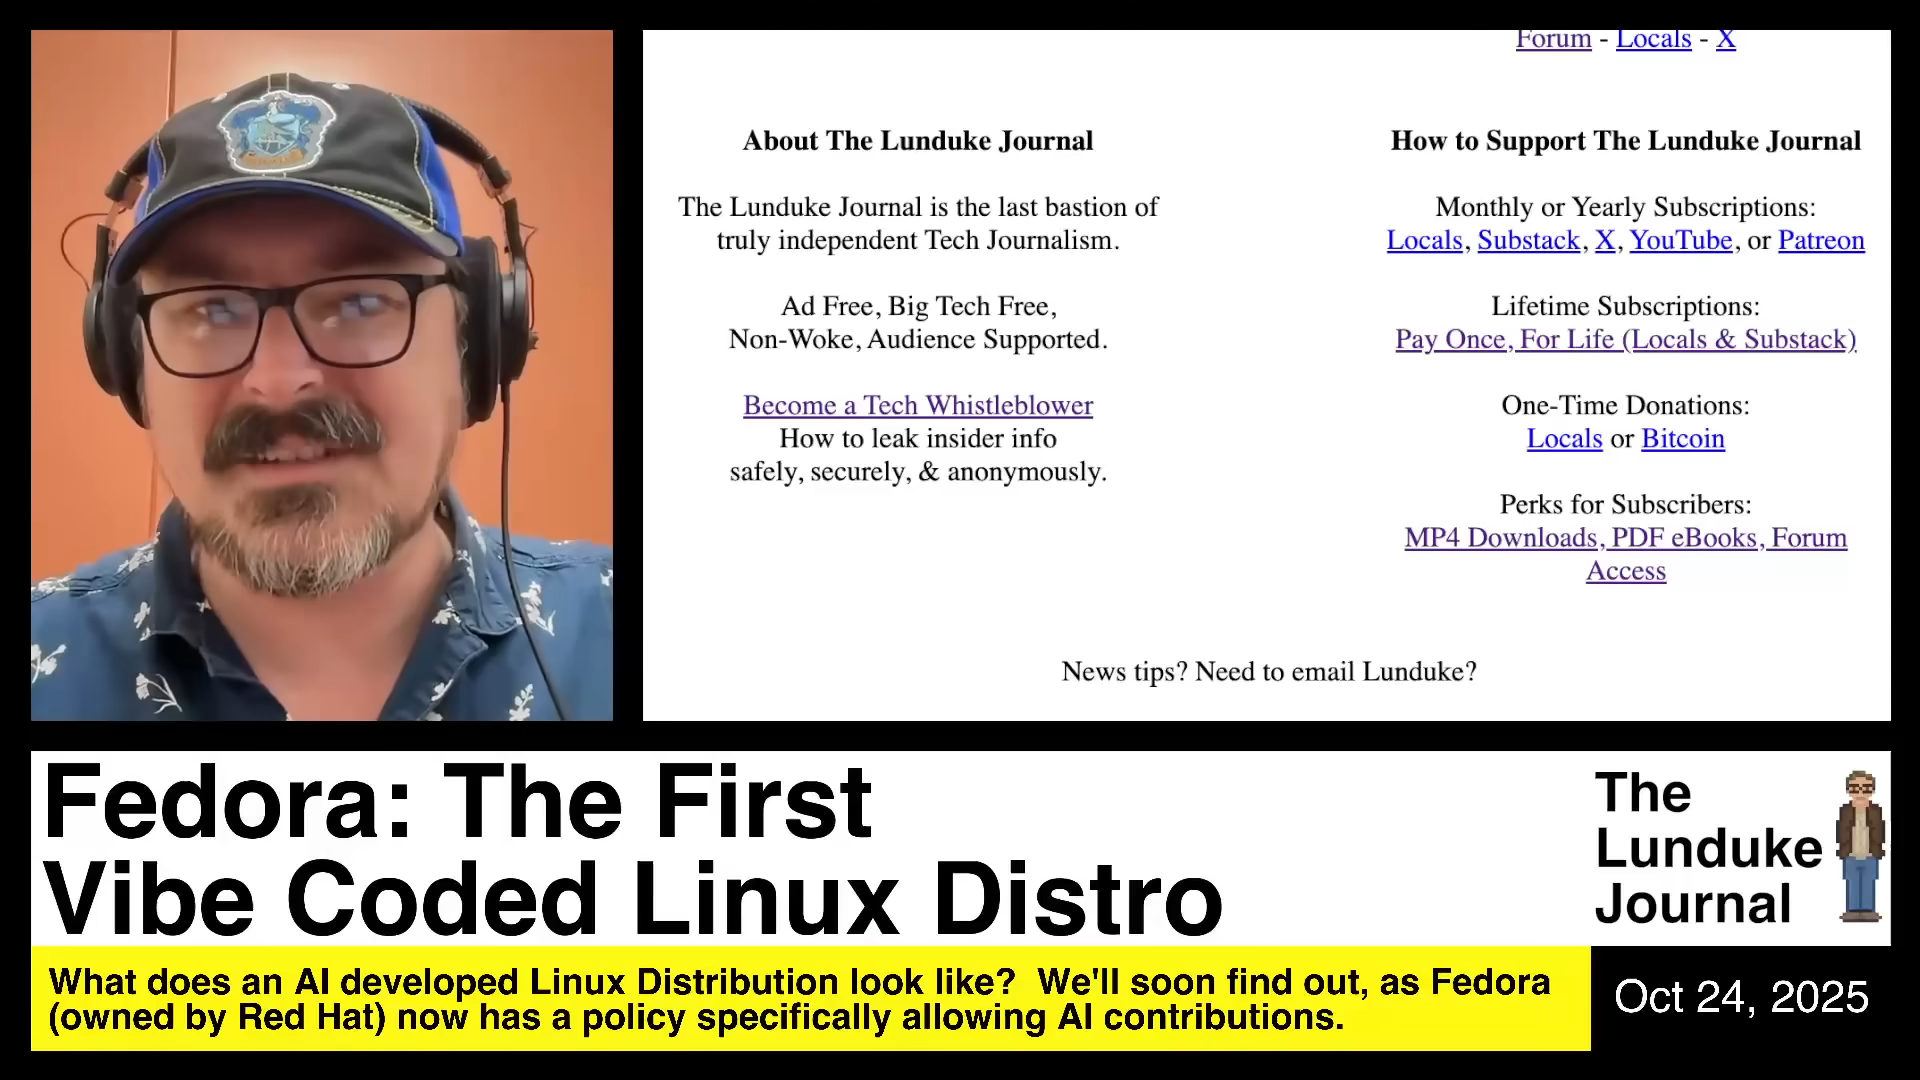 Forum - Locals - X
About The Lunduke Journal
The Lunduke Journal is the last bastion of
truly independent Tech Journalism.
Ad Free, Big Tech Free,
Non-Woke, Audience Supported.
Become a Tech Whistleblower
How to leak insider info
safely, securely, & anonymously.
How to Support The Lunduke Journal
Monthly or Yearly Subscriptions:
Locals, Substack, X, YouTube, or Patreon
Lifetime Subscriptions:
Pay Once, For Life (Locals & Substack)
One-Time Donations:
Locals or Bitcoin
Perks for Subscribers:
MP4 Downloads, PDF eBooks, Forum
Access
News tips? Need to email Lunduke?
Fedora: The First
Vibe Coded Linux Distro
The
Lunduke
Journal
What does an AI developed Linux Distribution look like?  We'll soon find out, as Fedora
(owned by Red Hat) now has a policy specifically allowing AI contributions.
Oct 24, 2025